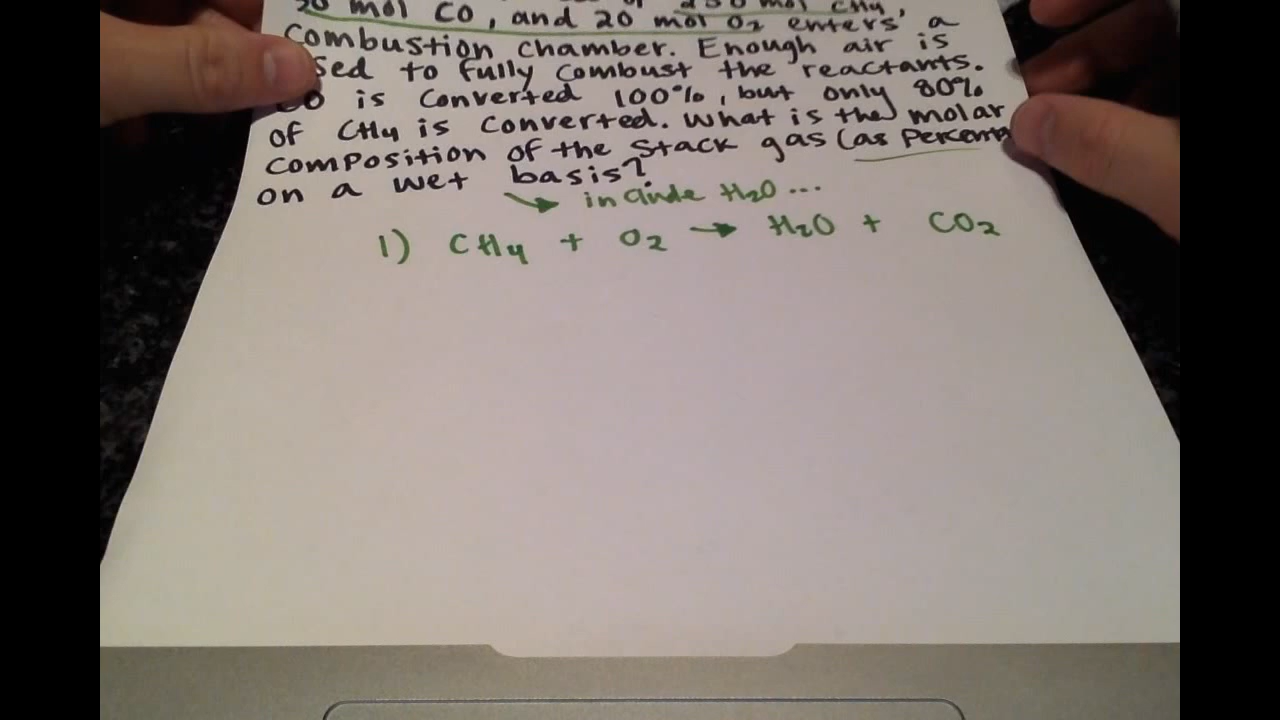 mol CO, and 20 mol O2 enters a
Combustion chamber. Enough air is
to fully combust the reactants.
CO is converted 100%, but only 80%
of CH4 is converted. What is the molar
composition of the stack gas (as Percenta
on a wet basis?
include H2O ...
1) CH4 + O2 → H2O + CO2